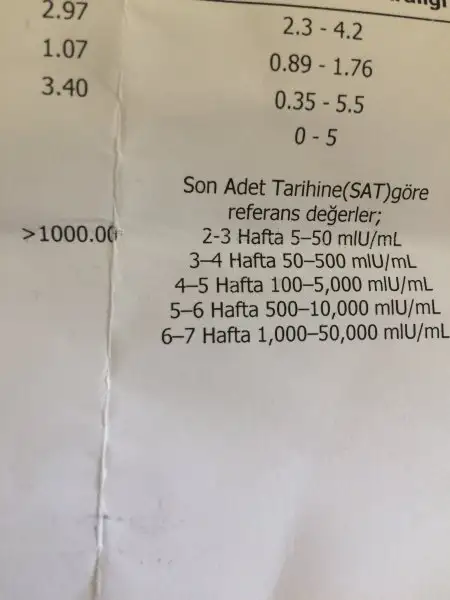 2.97
2.3 - 4.2
1.07
0.89 - 1.76
3.40
0.35 - 5.5
0 - 5
Son Adet Tarihine(SAT)göre
referans değerler;
>1000.00
2-3 Hafta 5–50 mIU/mL
3–4 Hafta 50–500 mIU/mL
4–5 Hafta 100–5,000 mIU/mL
5–6 Hafta 500–10,000 mIU/mL
6–7 Hafta 1,000–50,000 mIU/mL